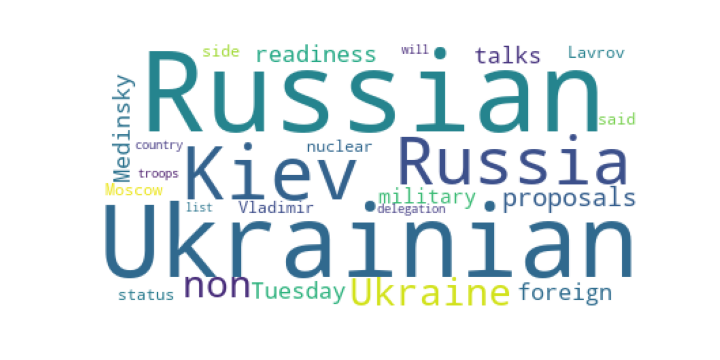 side readiness will talks Lavrov
Russian
Medinsky said
country nuclear
Kiev Russia
troops
Moscow military proposals
list Vladimir delegation
Ukrainian
status non Tuesday Ukraine foreign